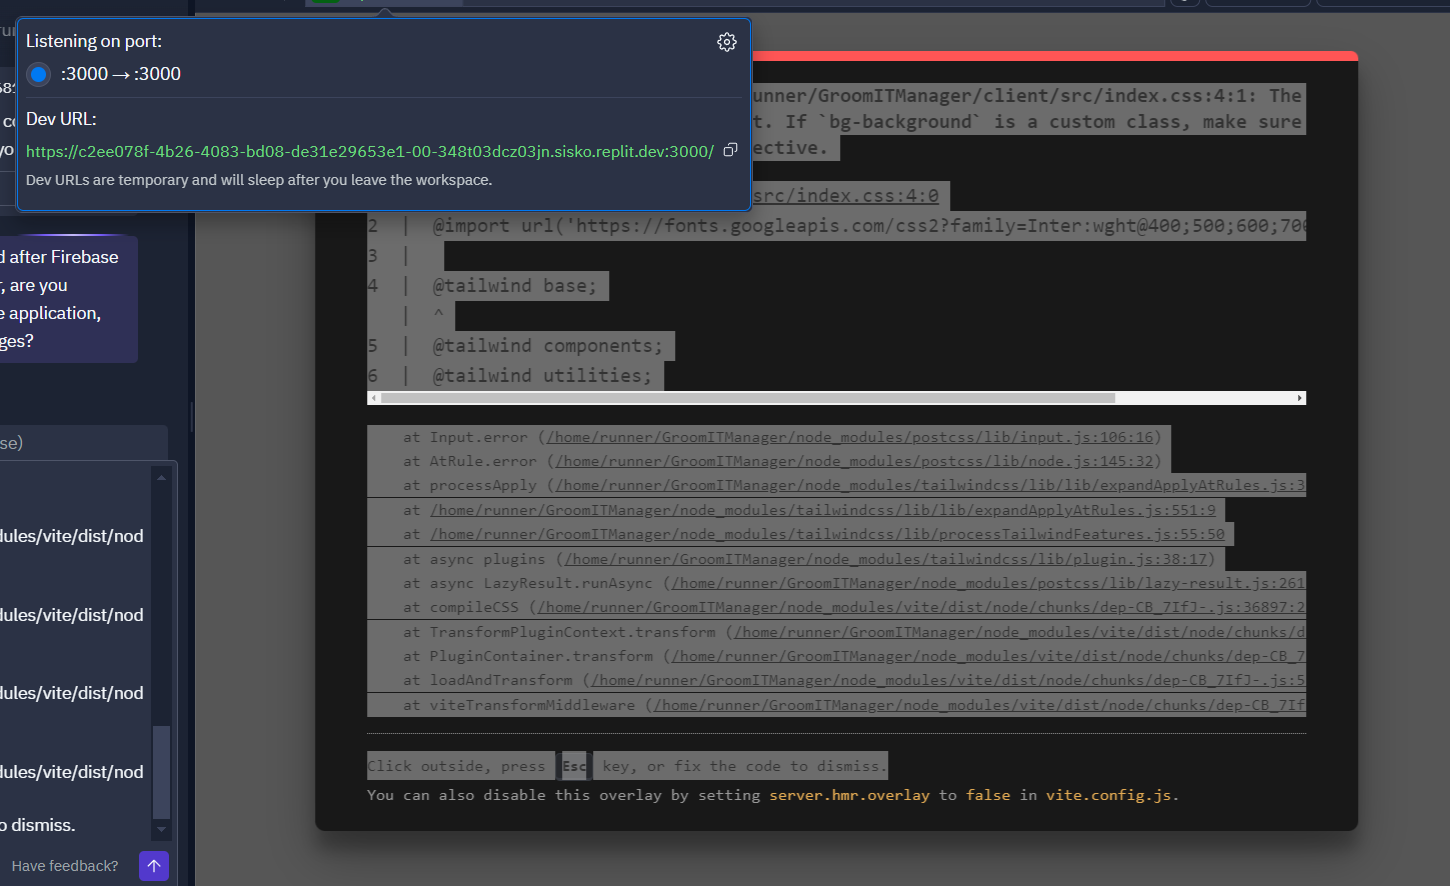 Listening on port:
:3000 → :3000
Dev URL:
https://c2ee078f-4b26-4083-bd08-de31e29653e1-00-348t03dcz03jn.sisko.replit.dev:3000/
Dev URLs are temporary and will sleep after you leave the workspace.
d after Firebase
, are you
e application,
ges?
se)
dules/vite/dist/nod
dules/vite/dist/nod
dules/vite/dist/nod
dules/vite/dist/nod
o dismiss.
Have feedback?
unner/GroomITManager/client/src/index.css:4:1: The
t. If `bg-background` is a custom class, make sure
ective.
src/index.css:4:0
2 | @import url('https://fonts.googleapis.com/css2?family=Inter:wght@400;500;600;700
3 |
4 | @tailwind base;
| ^
5 | @tailwind components;
6 | @tailwind utilities;
at Input.error (/home/runner/GroomITManager/node_modules/postcss/lib/input.js:106:16)
at AtRule.error (/home/runner/GroomITManager/node_modules/postcss/lib/node.js:145:32)
at processApply (/home/runner/GroomITManager/node_modules/tailwindcss/lib/lib/expandApplyAtRules.js:3
at /home/runner/GroomITManager/node_modules/tailwindcss/lib/lib/expandApplyAtRules.js:551:9
at /home/runner/GroomITManager/node_modules/tailwindcss/lib/processTailwindFeatures.js:55:50
at async plugins (/home/runner/GroomITManager/node_modules/tailwindcss/lib/plugin.js:38:17)
at async LazyResult.runAsync (/home/runner/GroomITManager/node_modules/postcss/lib/lazy-result.js:261
at compileCSS (/home/runner/GroomITManager/node_modules/vite/dist/node/chunks/dep-CB_7IfJ-.js:36897:2
at TransformPluginContext.transform (/home/runner/GroomITManager/node_modules/vite/dist/node/chunks/d
at PluginContainer.transform (/home/runner/GroomITManager/node_modules/vite/dist/node/chunks/dep-CB_7
at loadAndTransform (/home/runner/GroomITManager/node_modules/vite/dist/node/chunks/dep-CB_7IfJ-.js:5
at viteTransformMiddleware (/home/runner/GroomITManager/node_modules/vite/dist/node/chunks/dep-CB_7If
Click outside, press Esc key, or fix the code to dismiss.
You can also disable this overlay by setting server.hmr.overlay to false in vite.config.js.